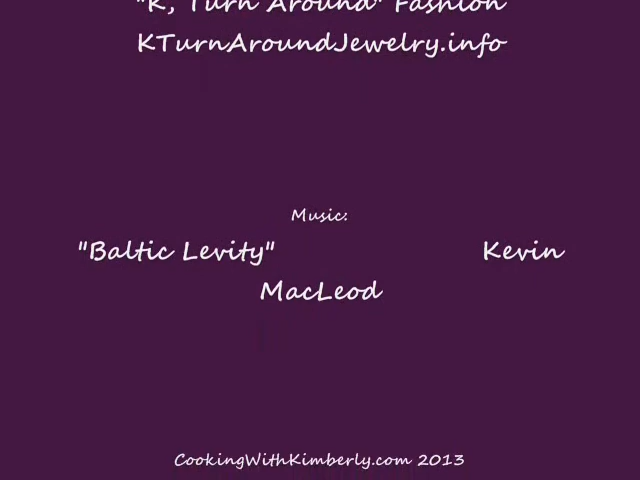 "K, Turn Around" Fashion
KTurnAroundJewelry.info
Music:
"Baltic Levity" Kevin
MacLeod
CookingWithKimberly.com 2013